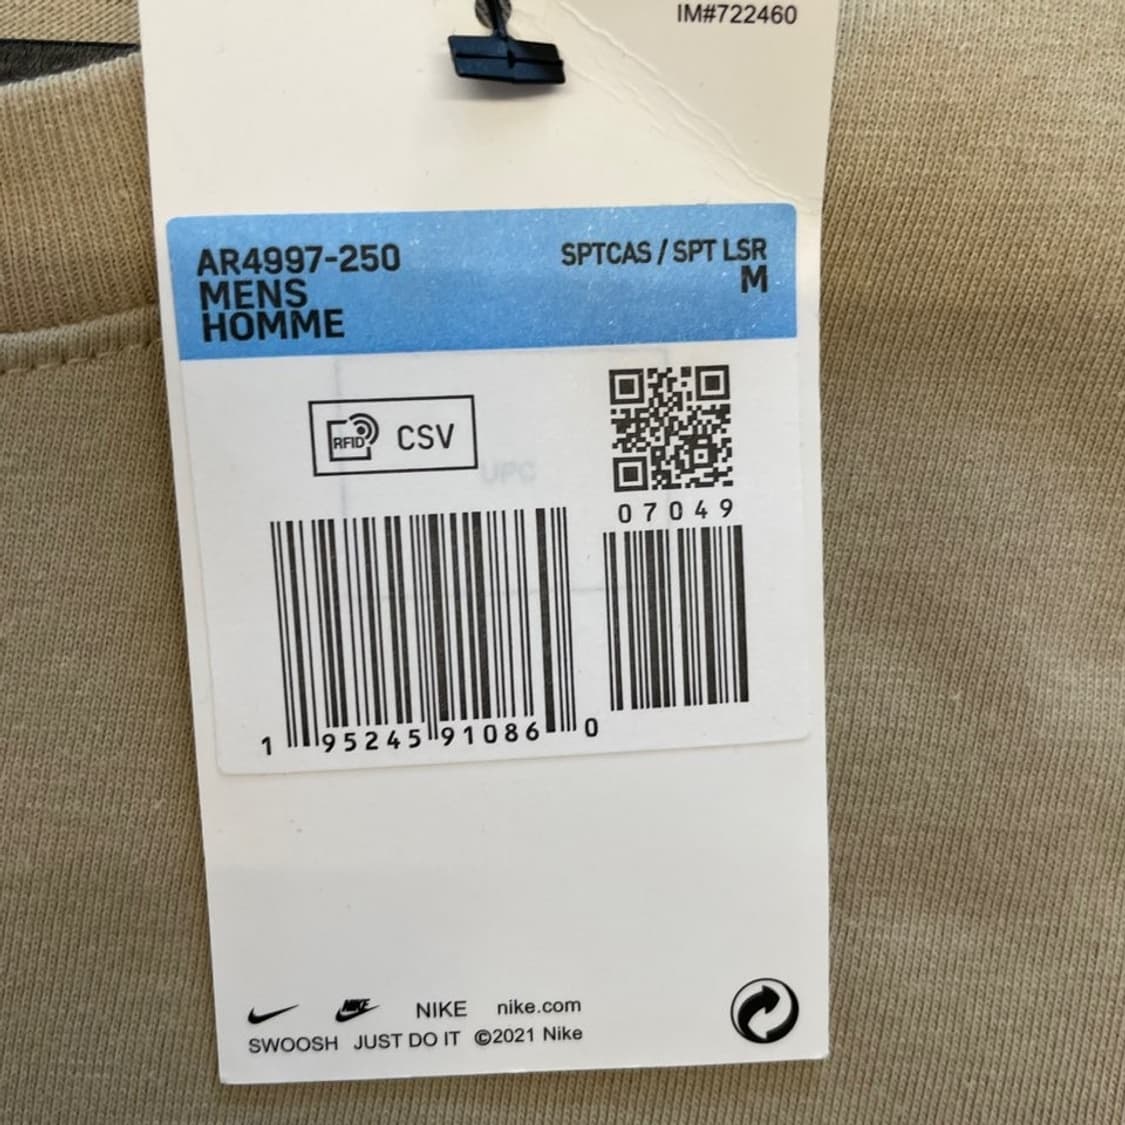 IM#722460
AR4997-250 SPTCAS / SPT LSR
MENS M
HOMME
RFID CSV
UPC
07049
1 95245 91086 0
NIKE NIKE nike.com
SWOOSH JUST DO IT ©2021 Nike